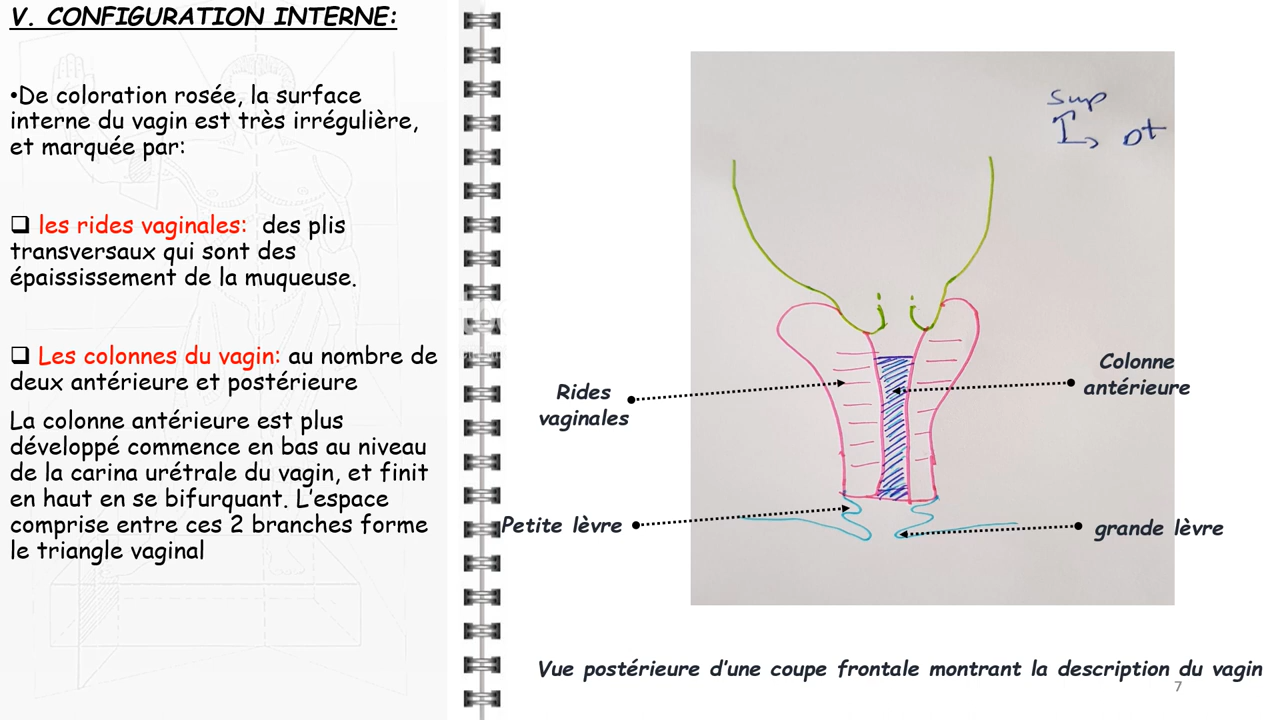 V. CONFIGURATION INTERNE:
•De coloration rosée, la surface
interne du vagin est très irrégulière,
et marquée par:
❑ les rides vaginales: des plis
transversaux qui sont des
épaississement de la muqueuse.
❑ Les colonnes du vagin: au nombre de
deux antérieure et postérieure
La colonne antérieure est plus
développé commence en bas au niveau
de la carina urétrale du vagin, et finit
en haut en se bifurquant. L'espace
comprise entre ces 2 branches forme
le triangle vaginal
Sup
Dt
Colonne
antérieure
Rides
vaginales
Petite lèvre
grande lèvre
Vue postérieure d'une coupe frontale montrant la description du vagin
7